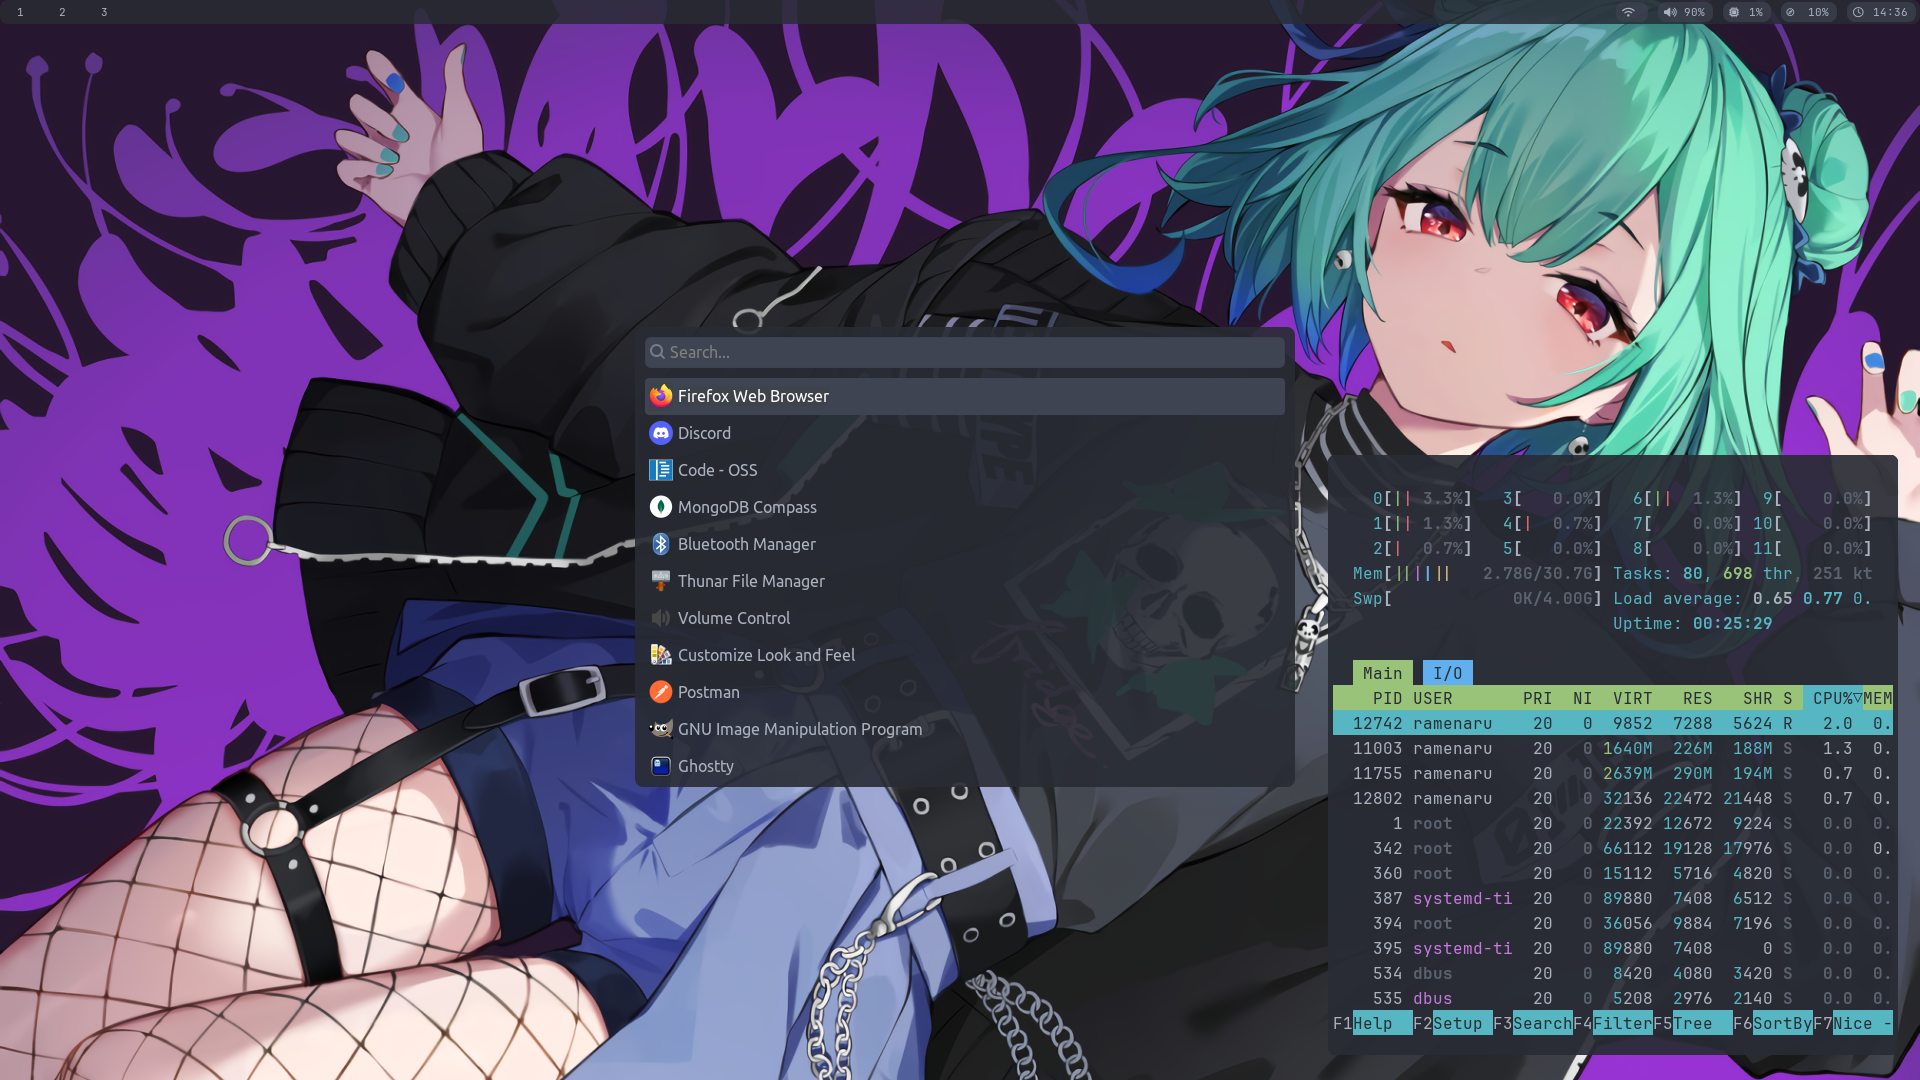 1 2 3 90% 1% 10% 14:36
Search...
Firefox Web Browser
Discord
Code - OSS
MongoDB Compass
Bluetooth Manager
Thunar File Manager
Volume Control
Customize Look and Feel
Postman
GNU Image Manipulation Program
Ghostty
0[|| 3.3%] 3[ 0.0%] 6[|| 1.3%] 9[ 0.0%]
1[|| 1.3%] 4[| 0.7%] 7[ 0.0%] 10[ 0.0%]
2[| 0.7%] 5[ 0.0%] 8[ 0.0%] 11[ 0.0%]
Mem[|||||| 2.78G/30.7G] Tasks: 80, 698 thr, 251 kt
Swp[ 0K/4.00G] Load average: 0.65 0.77 0.
Uptime: 00:25:29
Main I/O
PID USER PRI NI VIRT RES SHR S CPU%▽MEM
12742 ramenaru 20 0 9852 7288 5624 R 2.0 0.
11003 ramenaru 20 0 1640M 226M 188M S 1.3 0.
11755 ramenaru 20 0 2639M 290M 194M S 0.7 0.
12802 ramenaru 20 0 32136 22472 21448 S 0.7 0.
1 root 20 0 22392 12672 9224 S 0.0 0.
342 root 20 0 66112 19128 17976 S 0.0 0.
360 root 20 0 15112 5716 4820 S 0.0 0.
387 systemd-ti 20 0 89880 7408 6512 S 0.0 0.
394 root 20 0 36056 9884 7196 S 0.0 0.
395 systemd-ti 20 0 89880 7408 0 S 0.0 0.
534 dbus 20 0 8420 4080 3420 S 0.0 0.
535 dbus 20 0 5208 2976 2140 S 0.0 0.
F1Help F2Setup F3SearchF4FilterF5Tree F6SortByF7Nice -